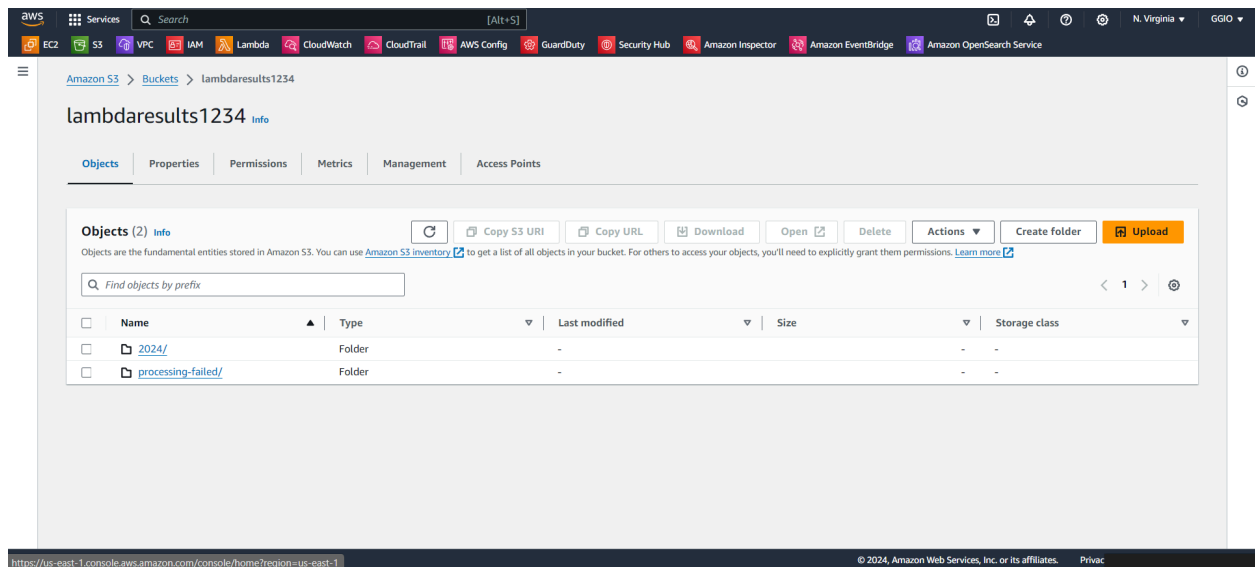 aws Services Search [Alt+S] N. Virginia GGIO
EC2 S3 VPC IAM Lambda CloudWatch CloudTrail AWS Config GuardDuty Security Hub Amazon Inspector Amazon EventBridge Amazon OpenSearch Service
Amazon S3 > Buckets > lambdaresults1234
lambdaresults1234 Info
Objects Properties Permissions Metrics Management Access Points
Objects (2) Info Copy S3 URI Copy URL Download Open Delete Actions Create folder Upload
Objects are the fundamental entities stored in Amazon S3. You can use Amazon S3 inventory to get a list of all objects in your bucket. For others to access your objects, you'll need to explicitly grant them permissions. Learn more
Find objects by prefix 1
Name Type Last modified Size Storage class
2024/ Folder - - -
processing-failed/ Folder - - -
https://us-east-1.console.aws.amazon.com/console/home?region=us-east-1 © 2024, Amazon Web Services, Inc. or its affiliates. Privac